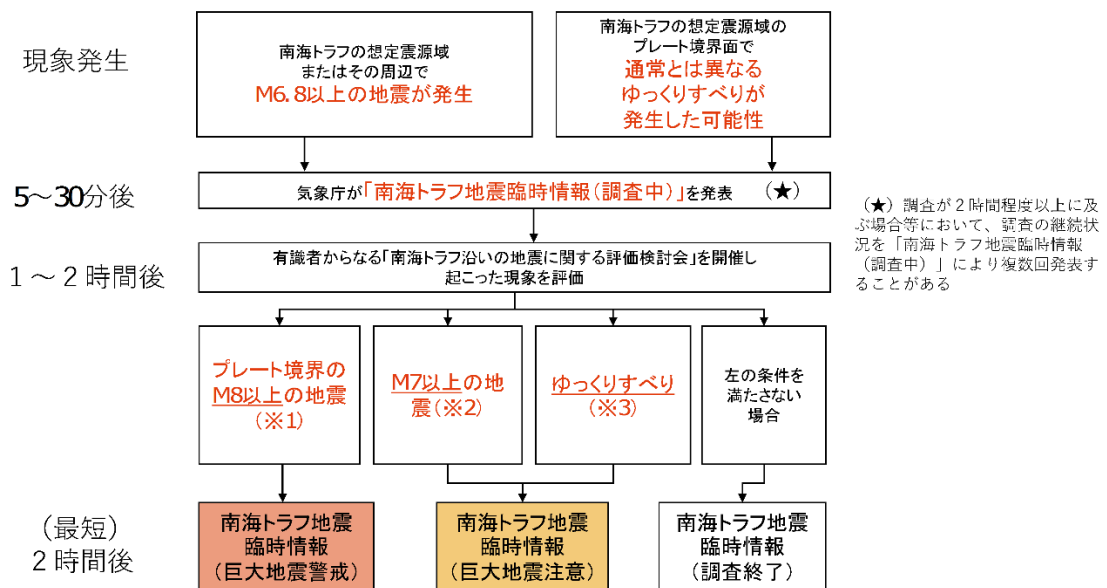 現象発生
南海トラフの想定震源域
またはその周辺で
M6.8以上の地震が発生
南海トラフの想定震源域の
プレート境界面で
通常とは異なる
ゆっくりすべりが
発生した可能性
5～30分後
気象庁が「南海トラフ地震臨時情報(調査中)」を発表 (★)
(★)調査が2時間程度以上に及
ぶ場合等において、調査の継続状
況を「南海トラフ地震臨時情報
(調査中)」により複数回発表す
ることがある
1～2時間後
有識者からなる「南海トラフ沿いの地震に関する評価検討会」を開催し
起こった現象を評価
プレート境界の
M8以上の地震
(※1)
M7以上の地
震(※2)
ゆっくりすべり
(※3)
左の条件を
満たさない
場合
(最短)
2時間後
南海トラフ地震
臨時情報
(巨大地震警戒)
南海トラフ地震
臨時情報
(巨大地震注意)
南海トラフ地震
臨時情報
(調査終了)